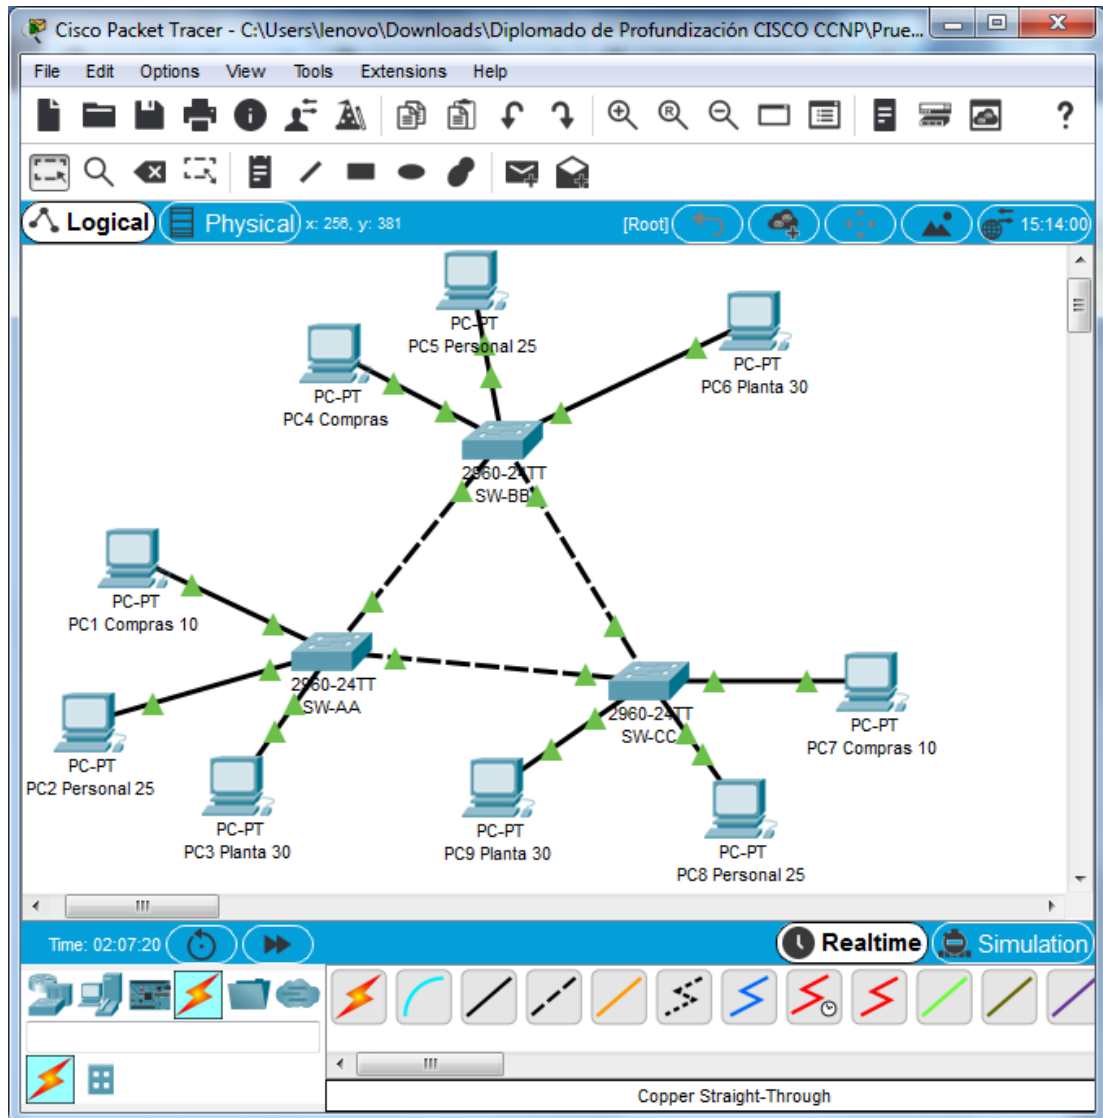 Cisco Packet Tracer - C:\Users\lenovo\Downloads\Diplomado de Profundización CISCO CCNP\Prue...
File Edit Options View Tools Extensions Help
Logical Physical x: 256, y: 381 [Root] 15:14:00
PC-PT
PC5 Personal 25
PC-PT
PC6 Planta 30
PC-PT
PC4 Compras
2960-24TT
SW-BB
PC-PT
PC1 Compras 10
2960-24TT
SW-AA
2960-24TT
SW-CC
PC-PT
PC7 Compras 10
PC-PT
PC2 Personal 25
PC-PT
PC3 Planta 30
PC-PT
PC9 Planta 30
PC-PT
PC8 Personal 25
Time: 02:07:20 Realtime Simulation
Copper Straight-Through